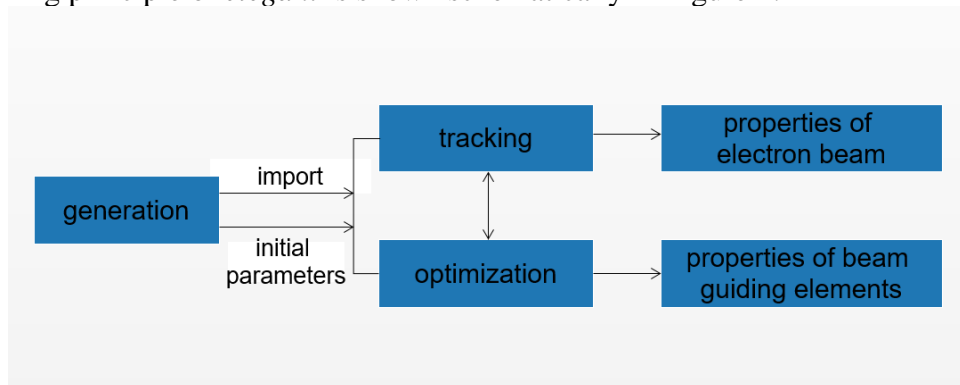 generation
import
initial
parameters
tracking
optimization
properties of
electron beam
properties of beam
guiding elements